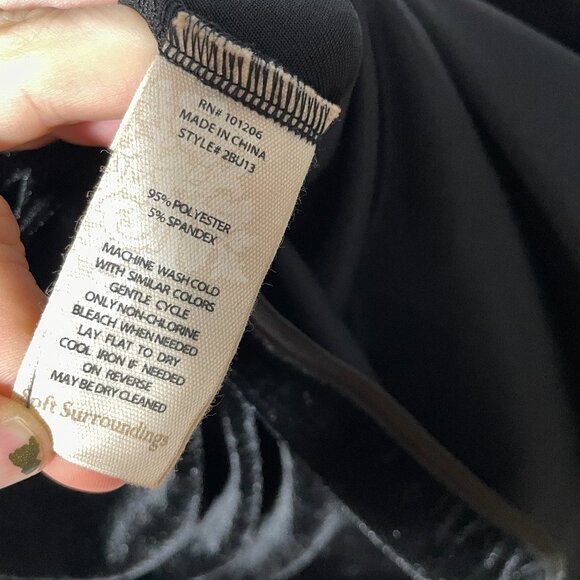 RN# 101206
MADE IN CHINA
STYLE# 2BU13
95% POLYESTER
5% SPANDEX
MACHINE WASH COLD
WITH SIMILAR COLORS
GENTLE CYCLE
ONLY NON-CHLORINE
BLEACH WHEN NEEDED
LAY FLAT TO DRY
COOL IRON IF NEEDED
ON REVERSE
MAY BE DRY CLEANED
Soft Surroundings